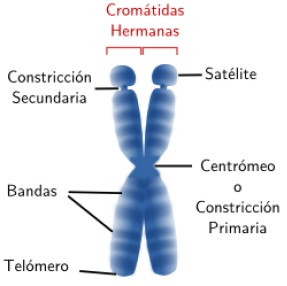 Cromátidas
Hermanas
Constricción
Secundaria
Satélite
Centrómeo
o
Constricción
Primaria
Bandas
Telómero